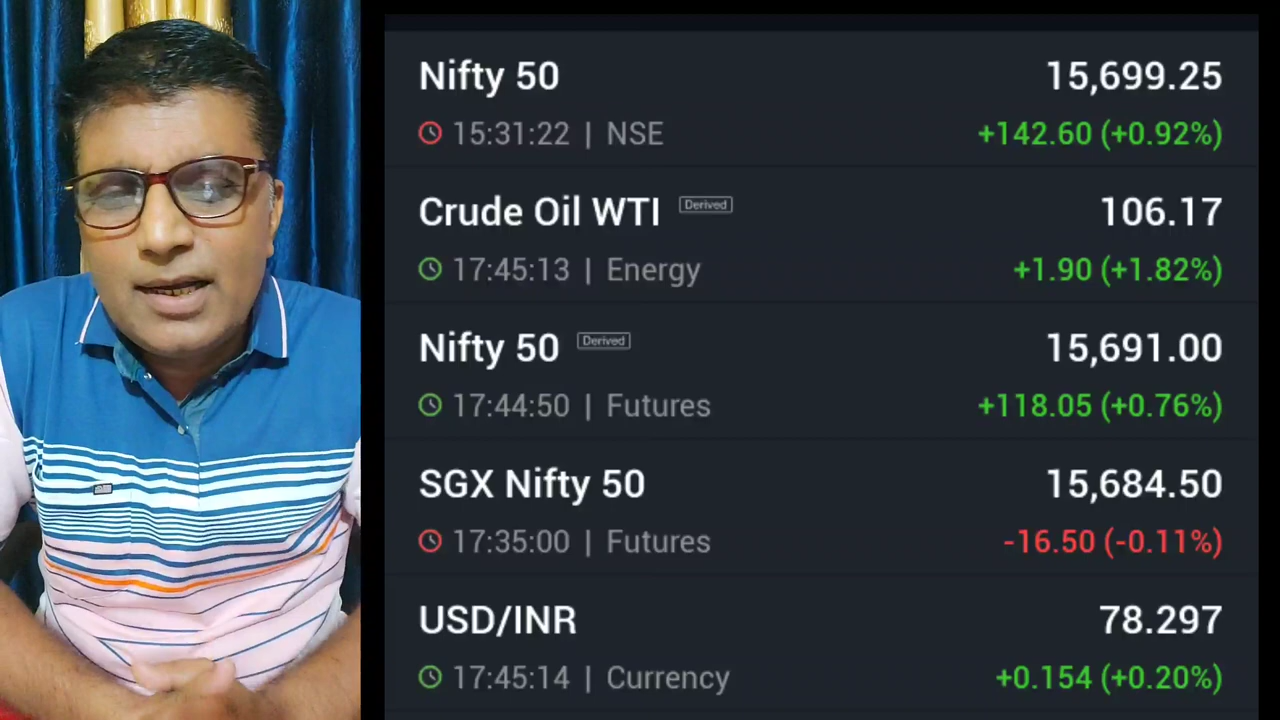 Nifty 50 15,699.25
15:31:22 | NSE +142.60 (+0.92%)
Crude Oil WTI Derived 106.17
17:45:13 | Energy +1.90 (+1.82%)
Nifty 50 Derived 15,691.00
17:44:50 | Futures +118.05 (+0.76%)
SGX Nifty 50 15,684.50
17:35:00 | Futures -16.50 (-0.11%)
USD/INR 78.297
17:45:14 | Currency +0.154 (+0.20%)